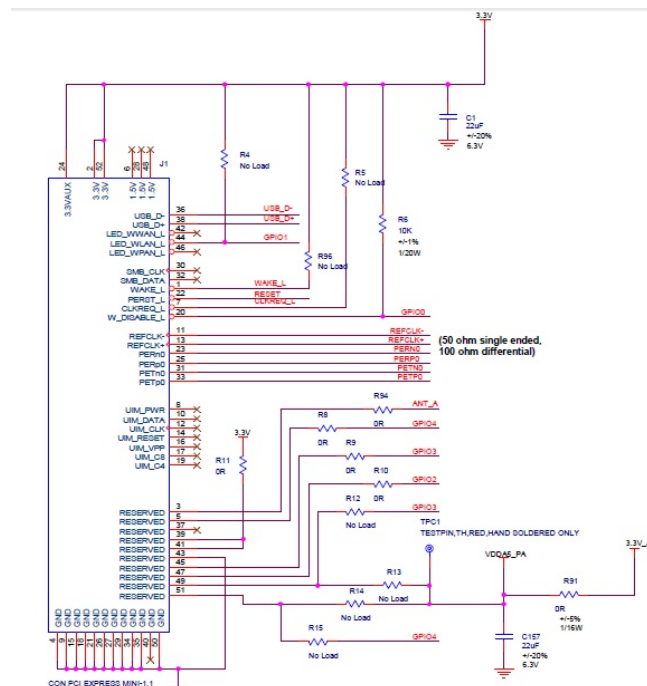 3.3V
C1
22uF
+/-20%
6.3V
24
2
52
6
28
48
J1
R4
No Load
R5
No Load
R6
10K
+/-1%
1/20W
R96
No Load
3.3VAUX
3.3V
3.3V
1.5V
1.5V
1.5V
USB_D- 36 USB_D-
USB_D+ 38 USB_D+
LED_WWAN_L 42
LED_WLAN_L 44 GPIO1
LED_WPAN_L 46
SMB_CLK 30
SMB_DATA 32
WAKE_L 1 WAKE_L
PERST_L 22 RESET
CLKREQ_L 7 CLKREQ_L
W_DISABLE_L 20 GPIO0
REFCLK- 11 REFCLK-
REFCLK+ 13 REFCLK+
PERn0 23 PERN0
PERp0 25 PERP0
PETn0 31 PETN0
PETp0 33 PETP0
(50 ohm single ended,
100 ohm differential)
UIM_PWR 8
UIM_DATA 10
UIM_CLK 12
UIM_RESET 14
UIM_VPP 16
UIM_C8 17
UIM_C4 19
3.3V
R11
0R
R94 ANT_A
0R
R8 GPIO4
0R
R9 GPIO3
0R
R10 GPIO2
0R
R12 GPIO3
No Load
RESERVED 3
RESERVED 5
RESERVED 37
RESERVED 39
RESERVED 41
RESERVED 43
RESERVED 45
RESERVED 47
RESERVED 49
RESERVED 51
TPC1
TESTPIN,TH,RED,HAND SOLDERED ONLY
VDDA5_PA
R13
No Load
R14
No Load
R15 GPIO4
No Load
R91
0R
+/-5%
1/16W
C157
22uF
+/-20%
6.3V
GND GND GND GND GND GND GND GND GND GND GND GND
4 9 15 18 21 26 27 29 34 35 40 50
CON PCI EXPRESS MINI-1.1